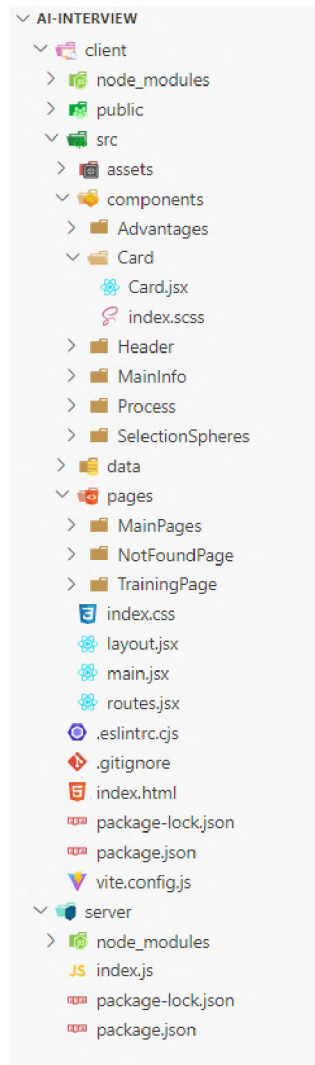 AI-INTERVIEW
client
node_modules
public
src
assets
components
Advantages
Card
Card.jsx
index.scss
Header
MainInfo
Process
SelectionSpheres
data
pages
MainPages
NotFoundPage
TrainingPage
index.css
layout.jsx
main.jsx
routes.jsx
.eslintrc.cjs
.gitignore
index.html
package-lock.json
package.json
vite.config.js
server
node_modules
JS index.js
package-lock.json
package.json